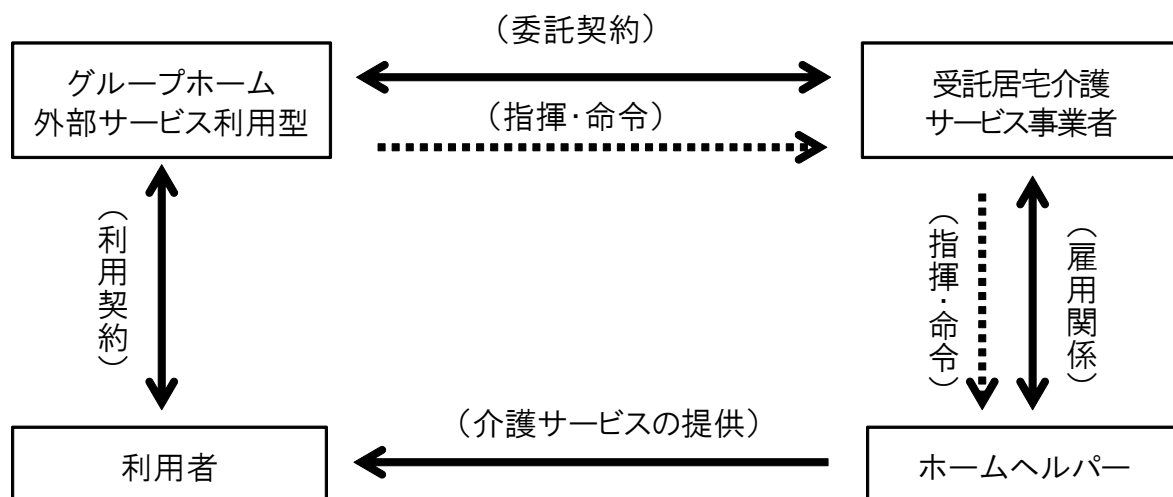 （委託契約）
グループホーム
外部サービス利用型
受託居宅介護
サービス事業者
（指揮・命令）
（利用契約）
（指揮・命令）
（雇用関係）
（介護サービスの提供）
利用者
ホームヘルパー